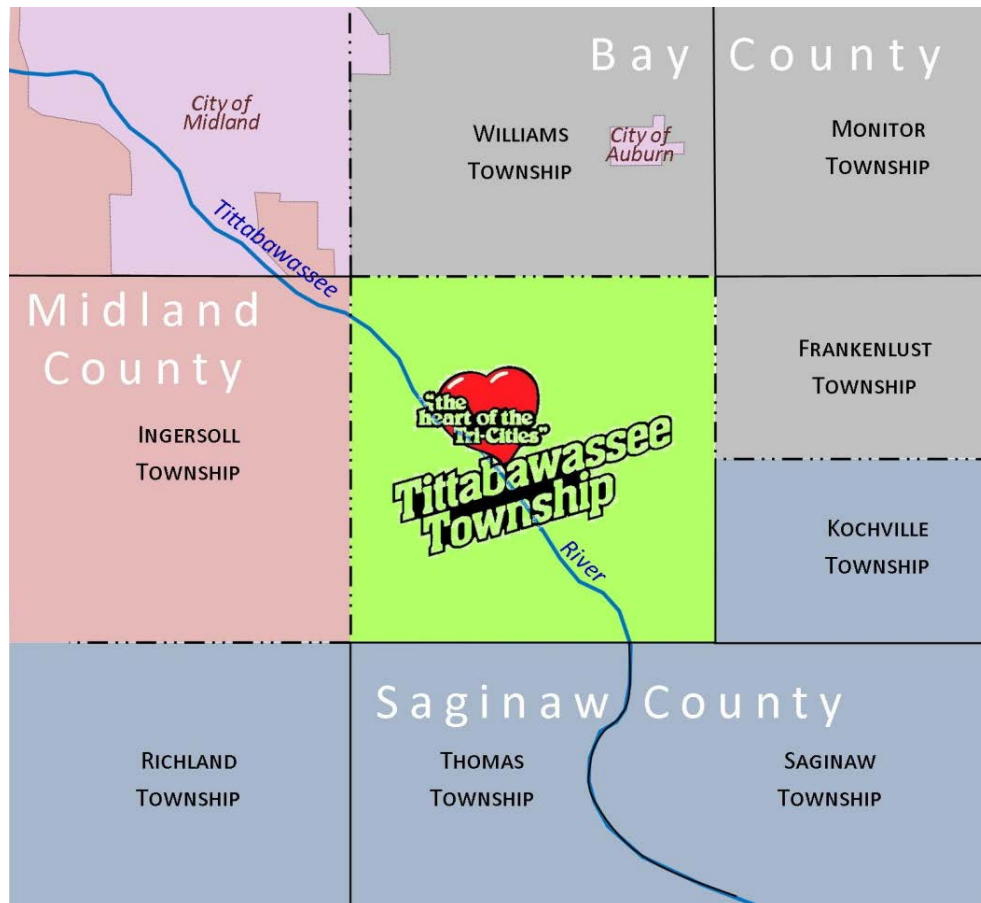 Bay County
City of
Midland
WILLIAMS
TOWNSHIP
City of
Auburn
MONITOR
TOWNSHIP
Tittabawassee
Midland
County
FRANKENLUST
TOWNSHIP
"the
heart of the
Tri-Cities"
INGERSOLL
TOWNSHIP
Tittabawassee
Township
KOCHVILLE
TOWNSHIP
River
Saginaw County
RICHLAND
TOWNSHIP
THOMAS
TOWNSHIP
SAGINAW
TOWNSHIP